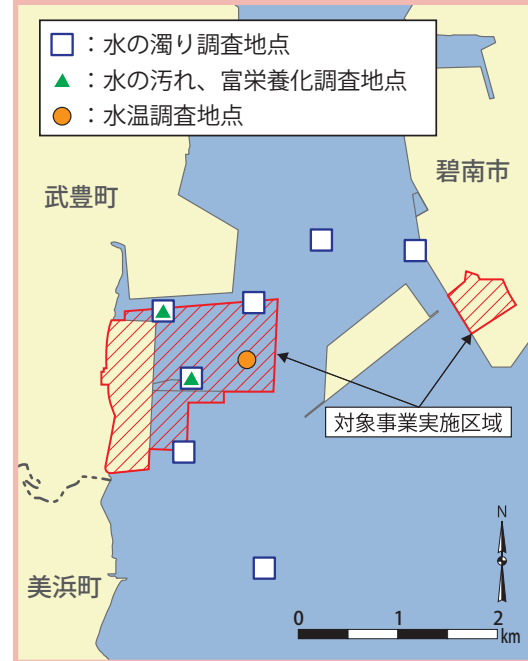 ：水の濁り調査地点
：水の汚れ、富栄養化調査地点
：水温調査地点
碧南市
武豊町
対象事業実施区域
美浜町
N
0 1 2
km